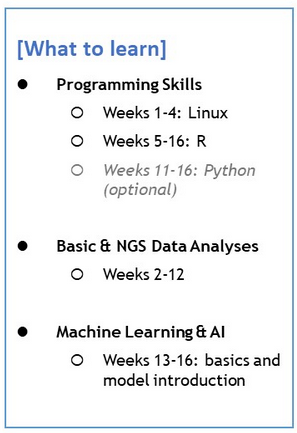 [What to learn]
● Programming Skills
○ Weeks 1-4: Linux
○ Weeks 5-16: R
○ Weeks 11-16: Python
(optional)
● Basic & NGS Data Analyses
○ Weeks 2-12
● Machine Learning & AI
○ Weeks 13-16: basics and
model introduction